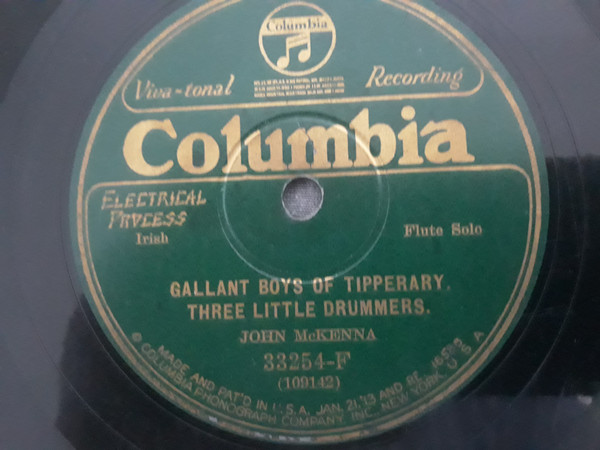 Columbia
Viva-tonal Recording
Columbia
ELECTRICAL
PROCESS
Irish
Flute Solo
GALLANT BOYS OF TIPPERARY.
THREE LITTLE DRUMMERS.
JOHN McKENNA
33254-F
(109142)
MADE AND PAT'D IN U.S.A. JAN. 21,'13 AND RE.
© COLUMBIA PHONOGRAPH COMPANY, INC. NEW YORK, U S A